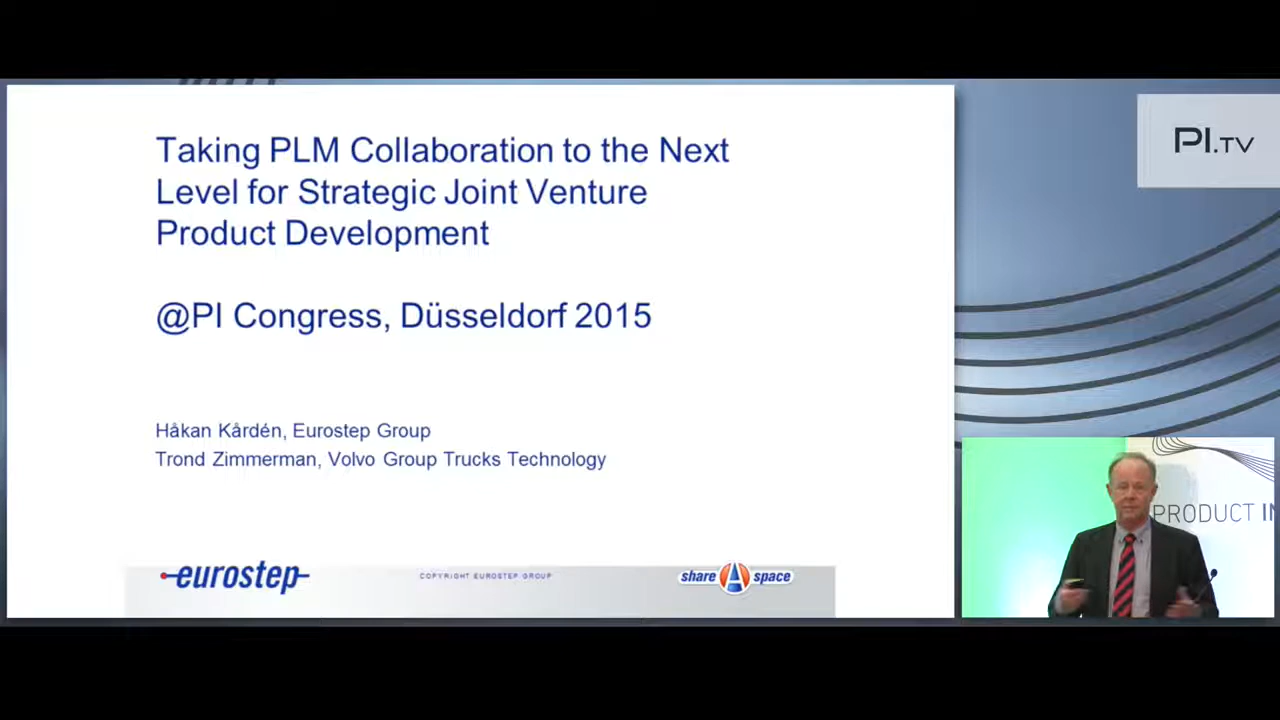 Taking PLM Collaboration to the Next
Level for Strategic Joint Venture
Product Development
@PI Congress, Düsseldorf 2015
Håkan Kårdén, Eurostep Group
Trond Zimmerman, Volvo Group Trucks Technology
eurostep
COPYRIGHT EUROSTEP GROUP
share A space
PI.TV
PRODUCT IN